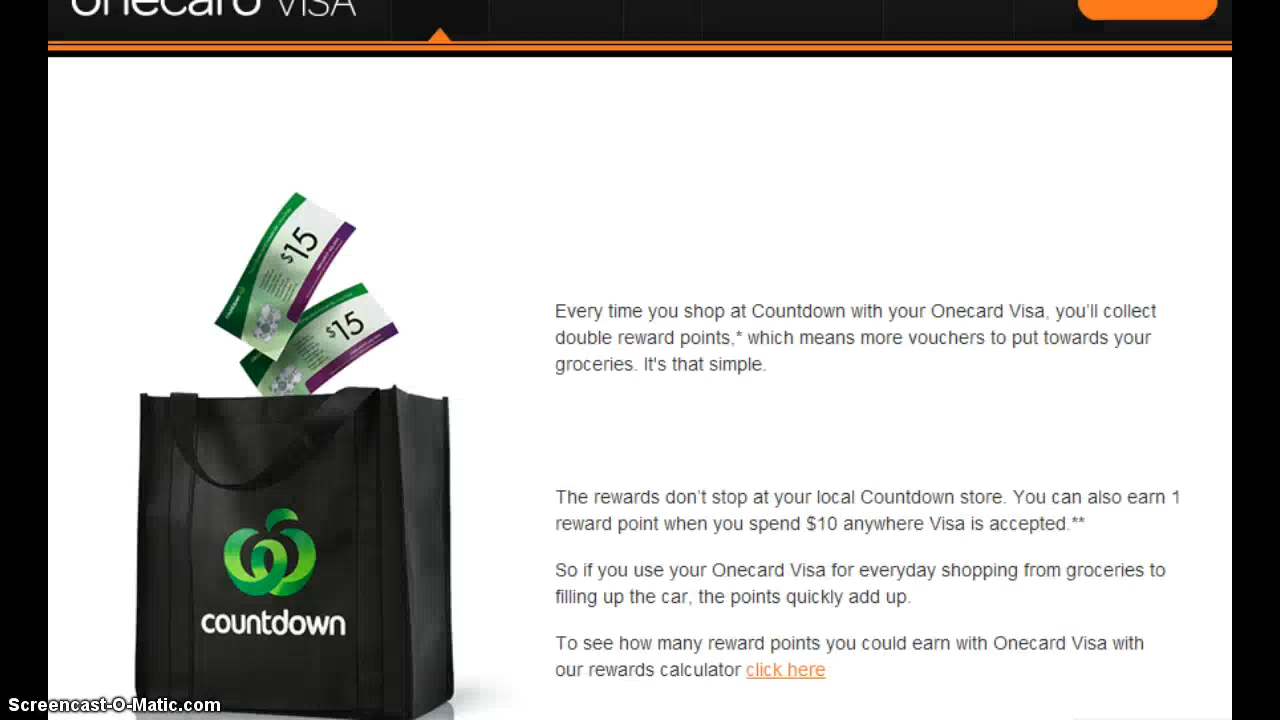 onecard VISA
$15
$15
Every time you shop at Countdown with your Onecard Visa, you'll collect
double reward points,* which means more vouchers to put towards your
groceries. It's that simple.
The rewards don't stop at your local Countdown store. You can also earn 1
reward point when you spend $10 anywhere Visa is accepted.**
So if you use your Onecard Visa for everyday shopping from groceries to
filling up the car, the points quickly add up.
To see how many reward points you could earn with Onecard Visa with
our rewards calculator click here
countdown
Screencast-O-Matic.com